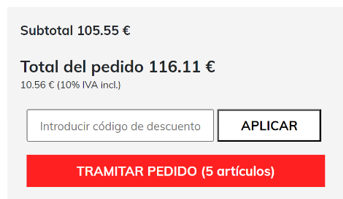 Subtotal 105.55 €
Total del pedido 116.11 €
10.56 € (10% IVA incl.)
Introducir código de descuento
APLICAR
TRAMITAR PEDIDO (5 artículos)